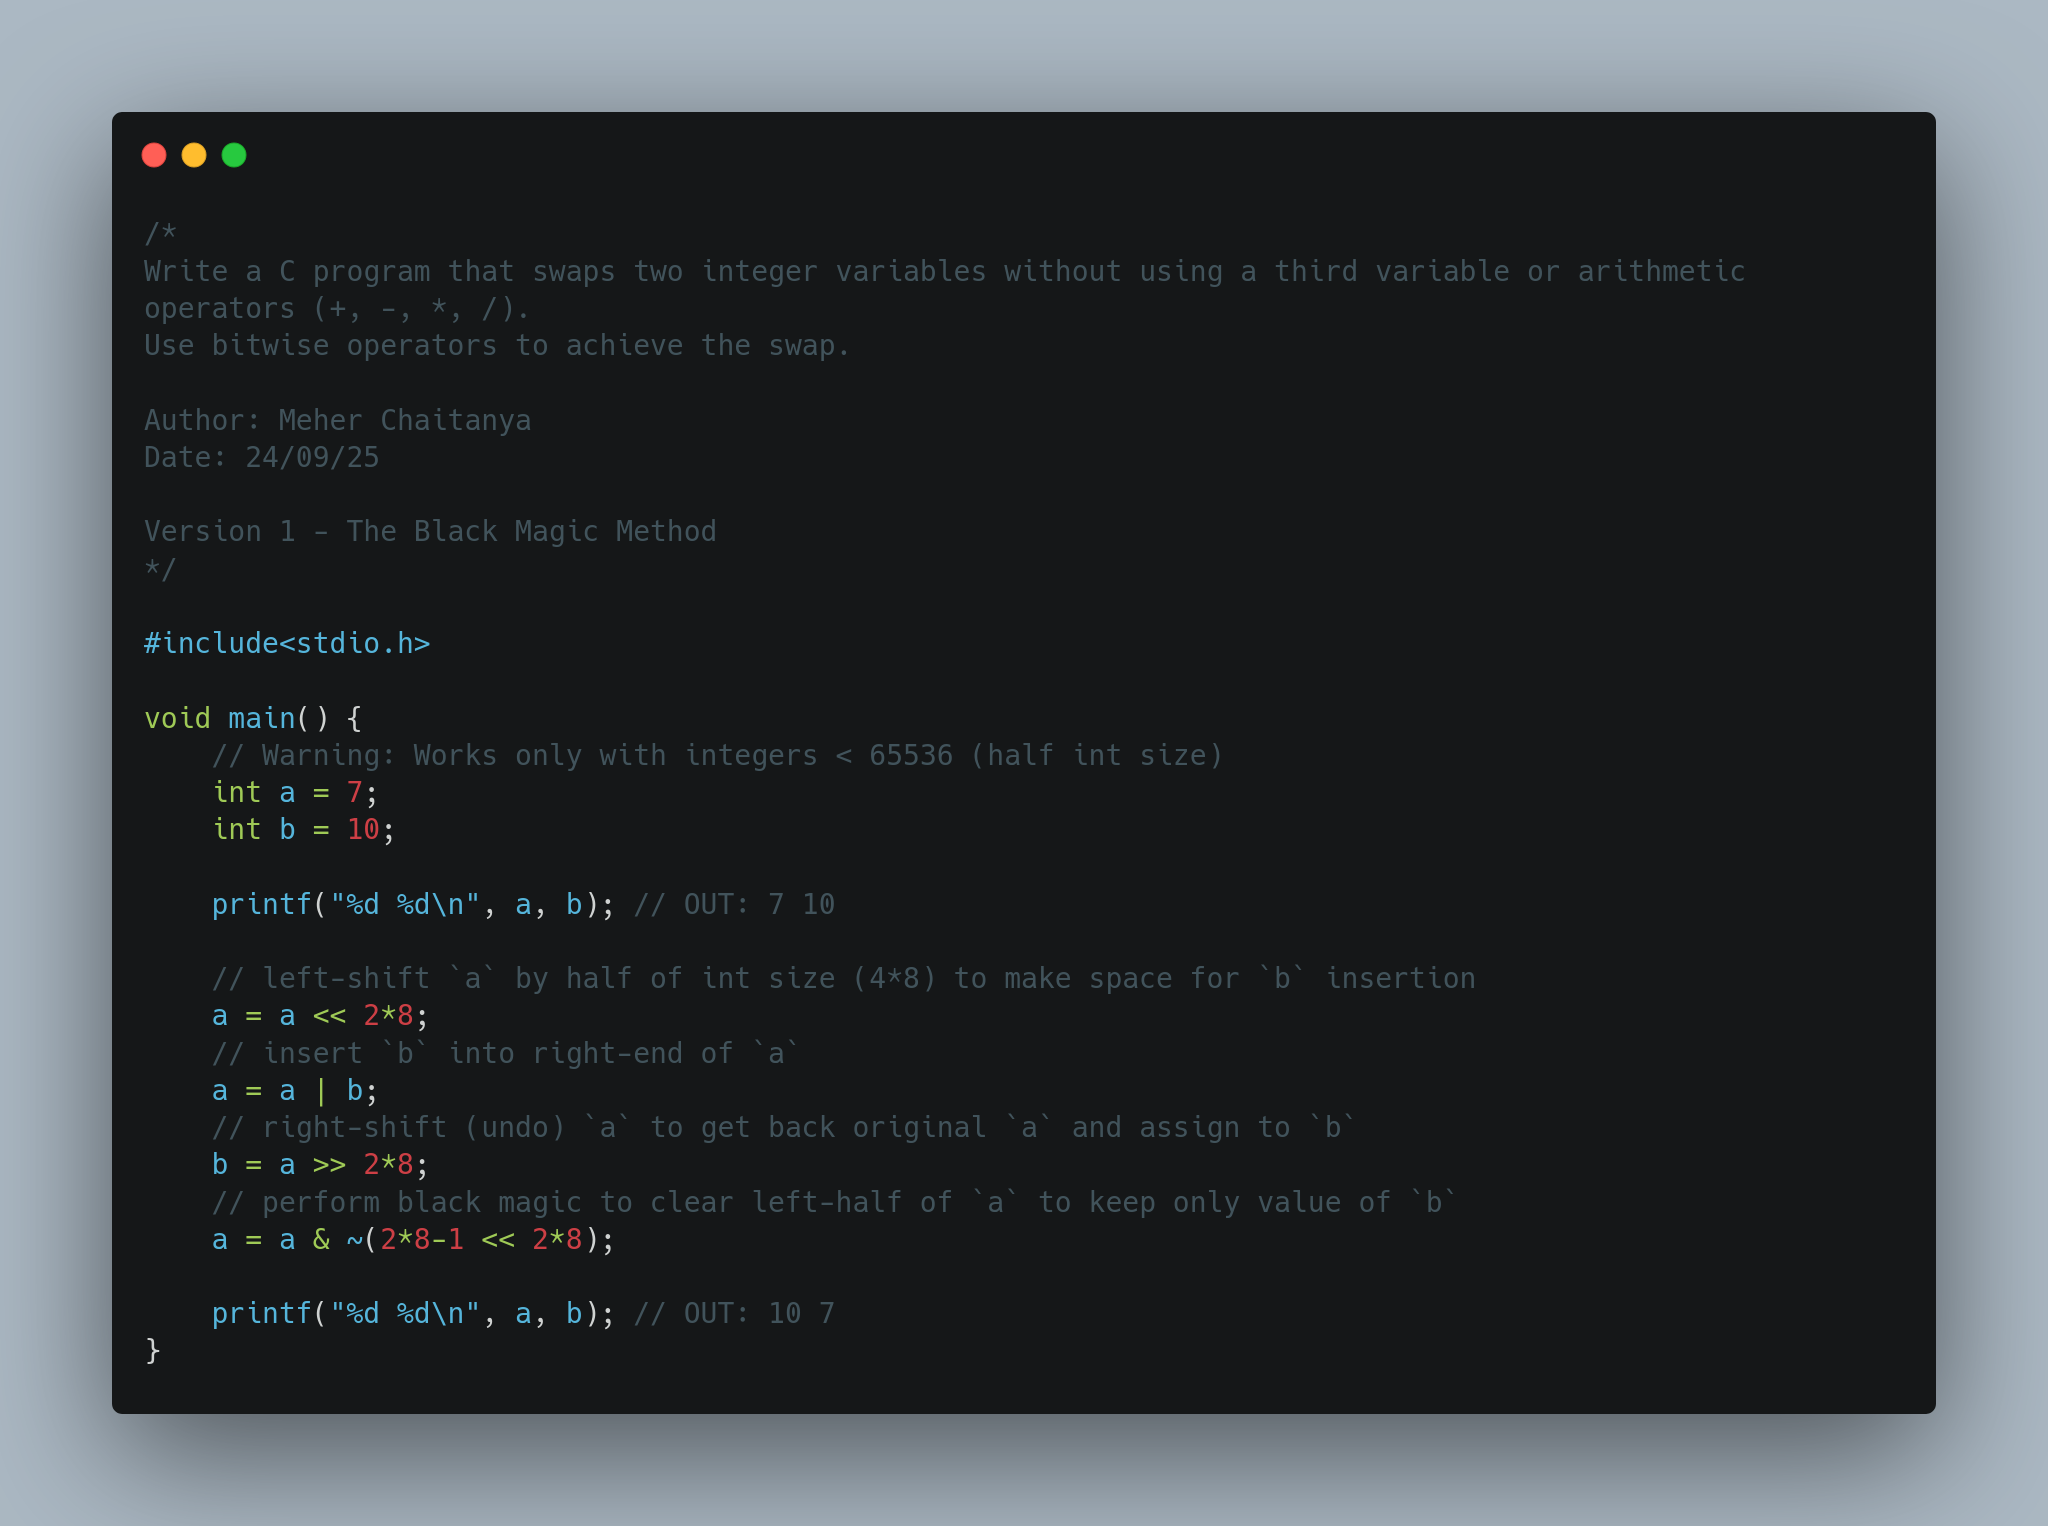 /*
Write a C program that swaps two integer variables without using a third variable or arithmetic
operators (+, -, *, /).
Use bitwise operators to achieve the swap.

Author: Meher Chaitanya
Date: 24/09/25

Version 1 - The Black Magic Method
*/

#include<stdio.h>

void main() {
    // Warning: Works only with integers < 65536 (half int size)
    int a = 7;
    int b = 10;

    printf("%d %d\n", a, b); // OUT: 7 10

    // left-shift `a` by half of int size (4*8) to make space for `b` insertion
    a = a << 2*8;
    // insert `b` into right-end of `a`
    a = a | b;
    // right-shift (undo) `a` to get back original `a` and assign to `b`
    b = a >> 2*8;
    // perform black magic to clear left-half of `a` to keep only value of `b`
    a = a & ~(2*8-1 << 2*8);

    printf("%d %d\n", a, b); // OUT: 10 7
}